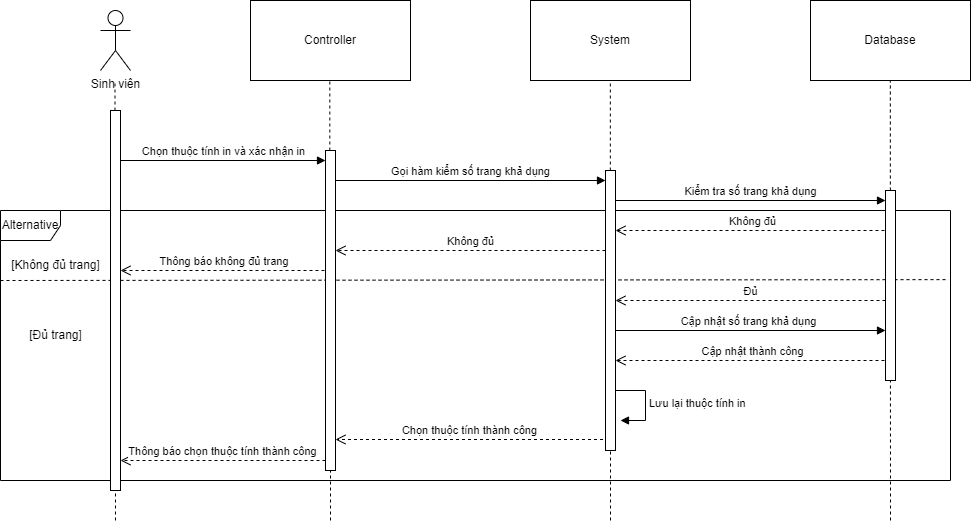 Controller
System
Database
Sinh viên
Chọn thuộc tính in và xác nhận in
Gọi hàm kiểm số trang khả dụng
Kiểm tra số trang khả dụng
Alternative
Không đủ
Không đủ
[Không đủ trang]
Thông báo không đủ trang
Đủ
Cập nhật số trang khả dụng
[Đủ trang]
Cập nhật thành công
Lưu lại thuộc tính in
Chọn thuộc tính thành công
Thông báo chọn thuộc tính thành công